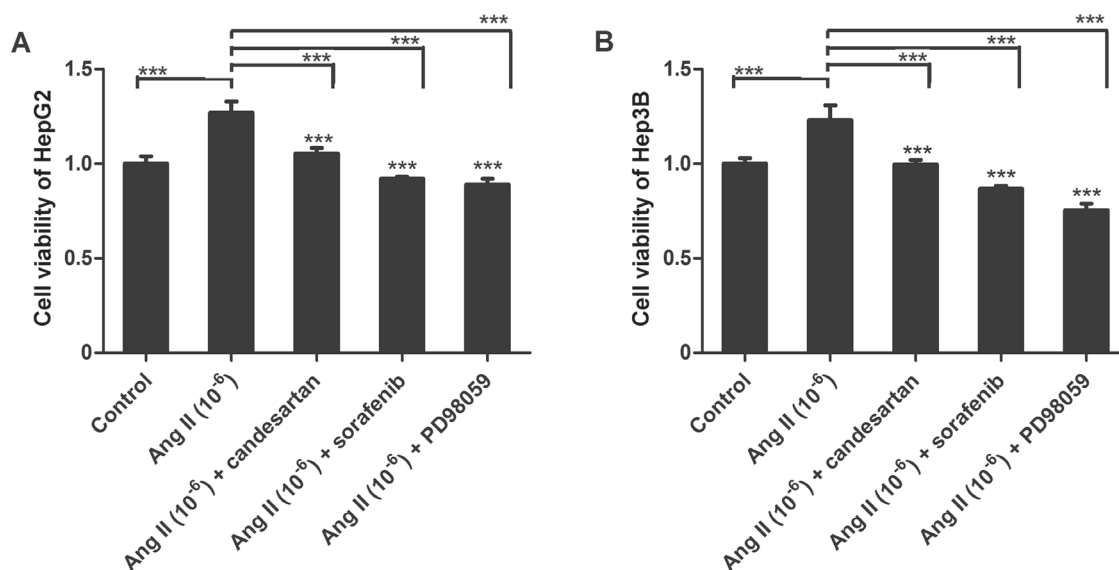 A
***
***
***
***
Cell viability of HepG2
1.5
1.0
0.5
0
***
***
***
Control
Ang II (10⁻⁶)
Ang II (10⁻⁶) + candesartan
Ang II (10⁻⁶) + sorafenib
Ang II (10⁻⁶) + PD98059
B
***
***
***
***
Cell viability of Hep3B
1.5
1.0
0.5
0
***
***
***
Control
Ang II (10⁻⁶)
Ang II (10⁻⁶) + candesartan
Ang II (10⁻⁶) + sorafenib
Ang II (10⁻⁶) + PD98059